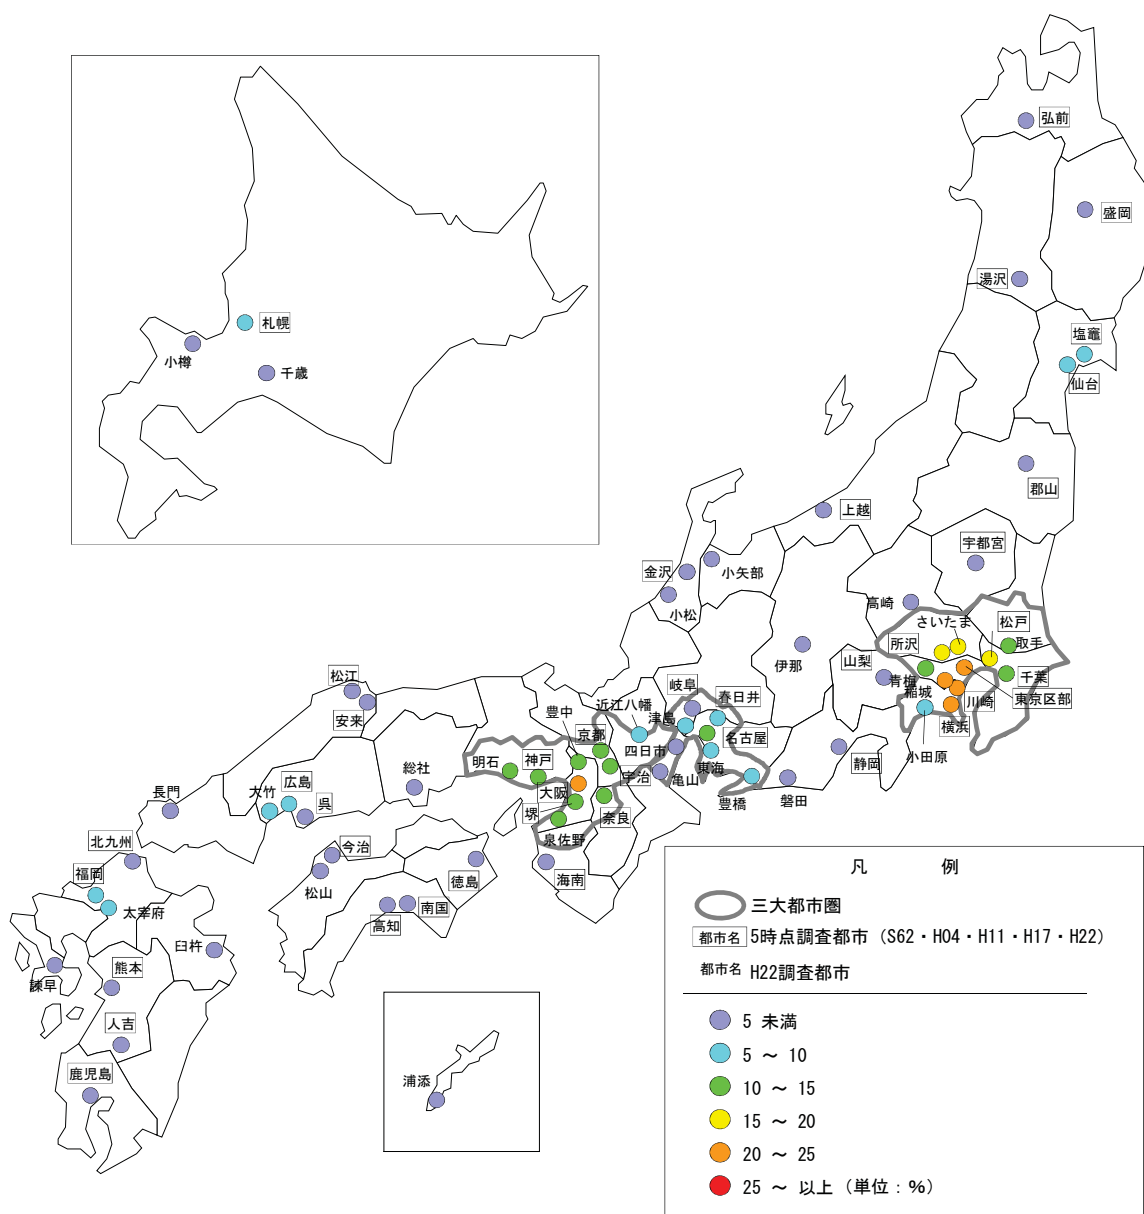 弘前
盛岡
湯沢
札幌
小樽
千歳
塩竈
仙台
郡山
上越
宇都宮
金沢
小矢部
小松
高崎
さいたま
松戸
所沢
取手
伊那
山梨
青梅
千葉
稲城
川崎
東京区部
横浜
小田原
静岡
松江
安来
岐阜
春日井
近江八幡
津島
豊中
京都
四日市
名古屋
明石
神戸
宇治
亀山
東海
総社
大阪
豊橋
磐田
長門
大竹
広島
呉
堺
奈良
泉佐野
北九州
今治
海南
福岡
松山
徳島
太宰府
高知
南国
臼杵
諫早
熊本
人吉
鹿児島
浦添
凡 例
三大都市圏
都市名 5時点調査都市 (S62・H04・H11・H17・H22)
都市名 H22調査都市
5 未満
5 ～ 10
10 ～ 15
15 ～ 20
20 ～ 25
25 ～ 以上 (単位 : %)